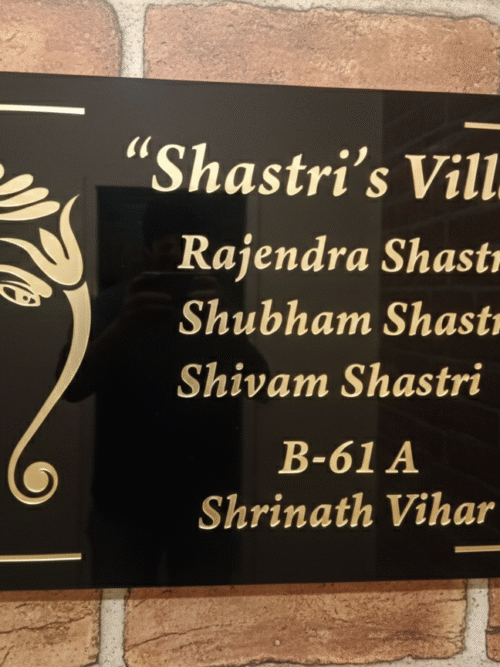 “Shastri’s Vill
Rajendra Shastr
Shubham Shastr
Shivam Shastri
B-61 A
Shrinath Vihar